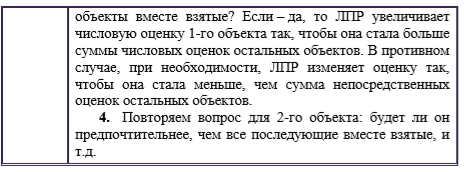 объекты вместе взятые? Если – да, то ЛПР увеличивает
числовую оценку 1-го объекта так, чтобы она стала больше
суммы числовых оценок остальных объектов. В противном
случае, при необходимости, ЛПР изменяет оценку так,
чтобы она стала меньше, чем сумма непосредственных
оценок остальных объектов.
4. Повторяем вопрос для 2-го объекта: будет ли он
предпочтительнее, чем все последующие вместе взятые, и
т.д.